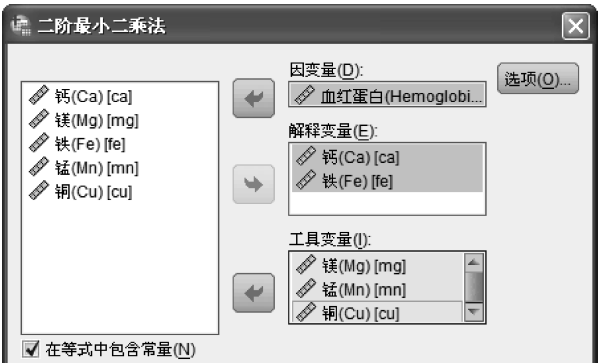 二阶最小二乘法
因变量(D):
选项(O)...
血红蛋白(Hemoglobi...
钙(Ca) [ca]
镁(Mg) [mg]
铁(Fe) [fe]
锰(Mn) [mn]
铜(Cu) [cu]
解释变量(E):
钙(Ca) [ca]
铁(Fe) [fe]
工具变量(I):
镁(Mg) [mg]
锰(Mn) [mn]
铜(Cu) [cu]
在等式中包含常量(N)